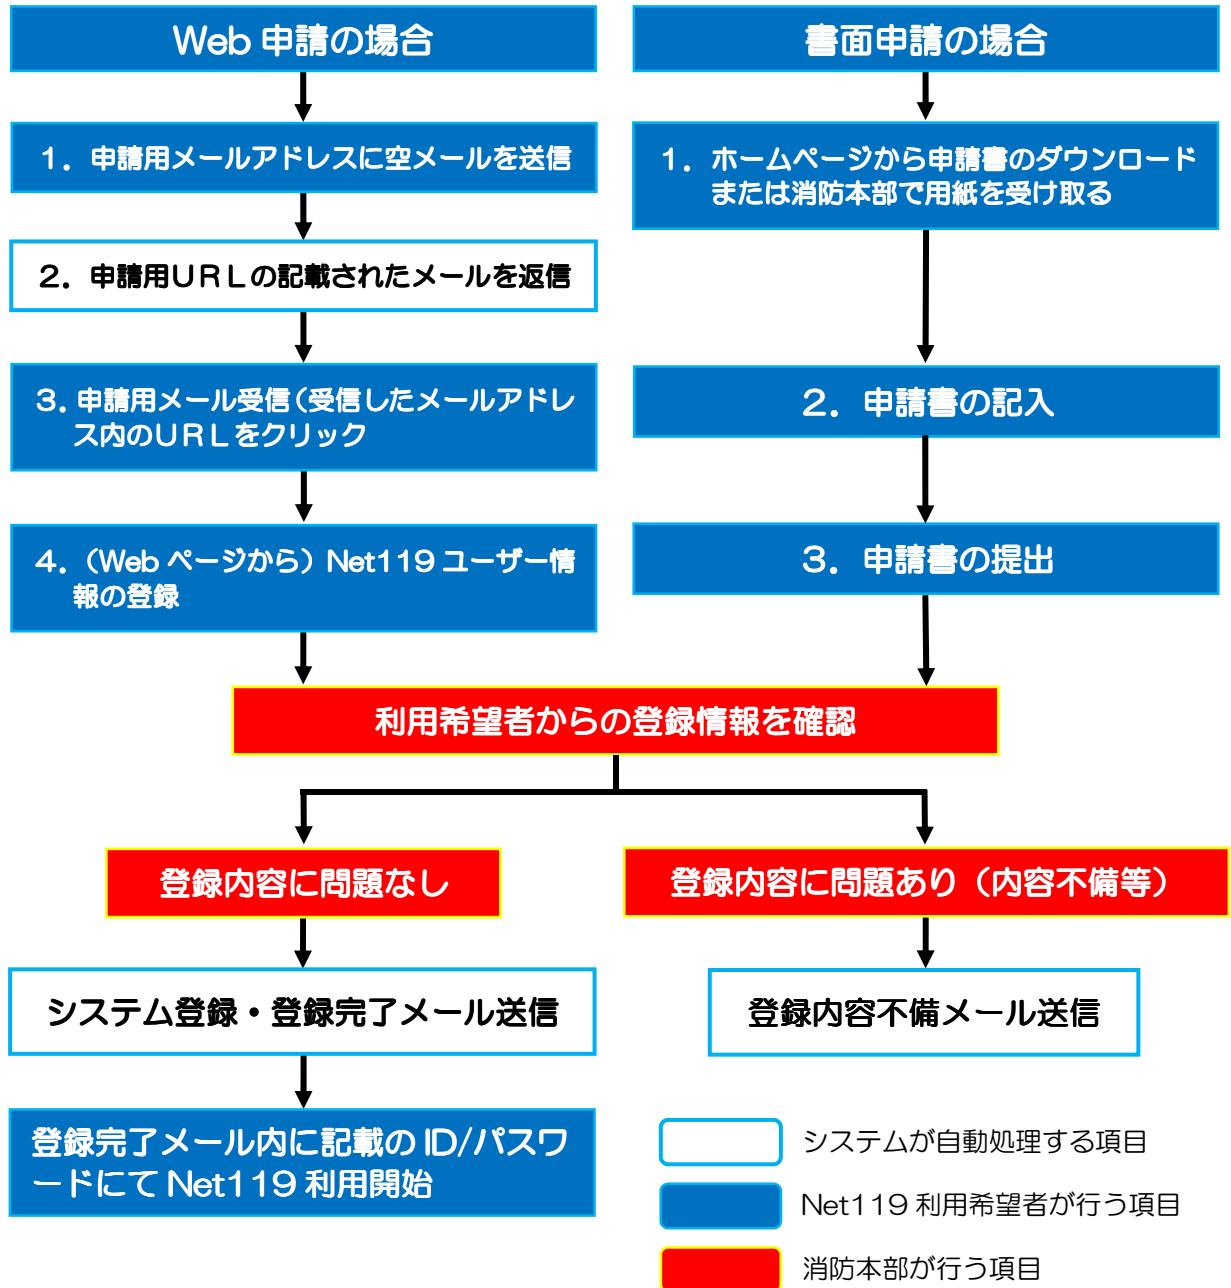 Web 申請の場合
１．申請用メールアドレスに空メールを送信
２．申請用ＵＲＬの記載されたメールを返信
３．申請用メール受信（受信したメールアドレ
ス内のＵＲＬをクリック
４．（Web ページから）Net119 ユーザー情
報の登録
書面申請の場合
１．ホームページから申請書のダウンロード
または消防本部で用紙を受け取る
２．申請書の記入
３．申請書の提出
利用希望者からの登録情報を確認
登録内容に問題なし
登録内容に問題あり（内容不備等）
システム登録・登録完了メール送信
登録内容不備メール送信
登録完了メール内に記載の ID/パスワ
ードにて Net119 利用開始
システムが自動処理する項目
Net119 利用希望者が行う項目
消防本部が行う項目